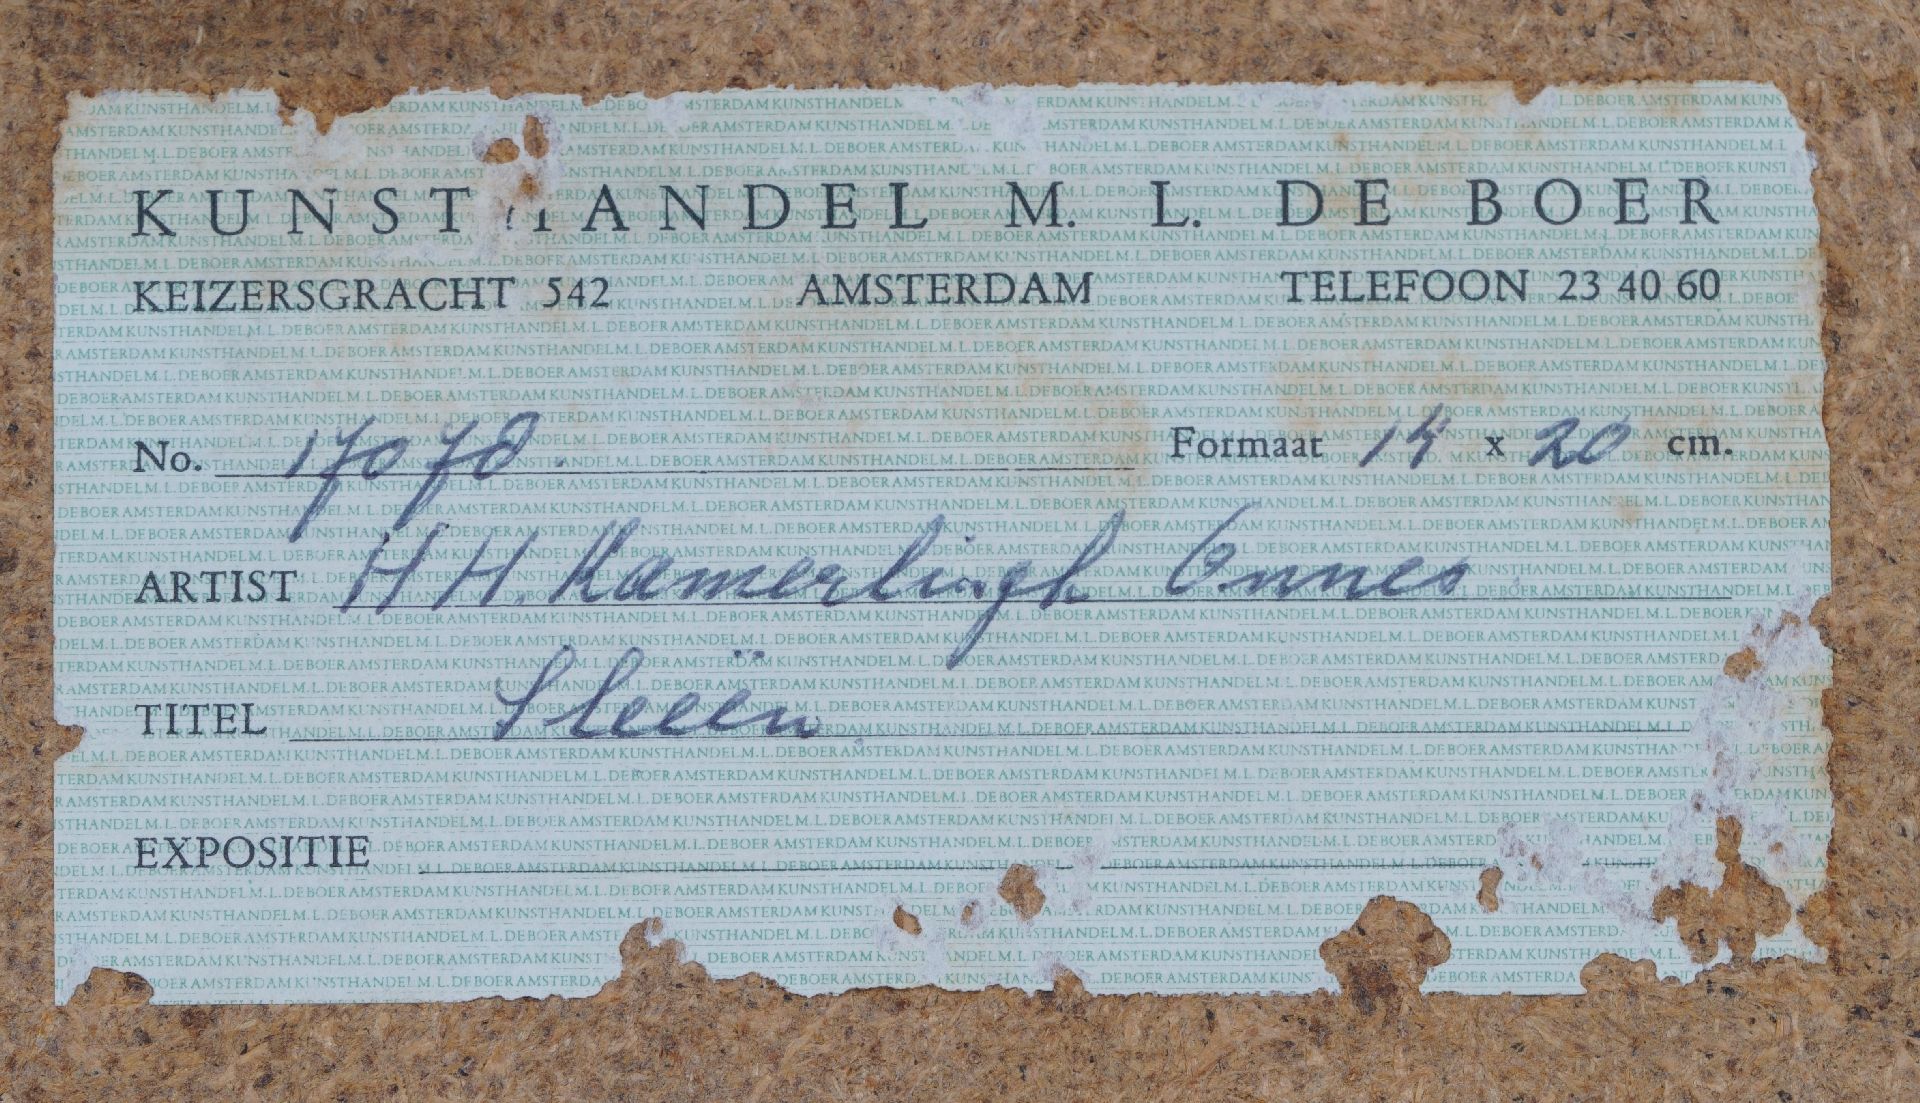 KUNSTHANDEL M. L. DE BOER
KEIZERSGRACHT 542 AMSTERDAM TELEFOON 23 40 60
No. 17070. Formaat 14 x 20 cm.
ARTIST H H. Kamerlingh Onnes.
TITEL Sleeën.
EXPOSITIE